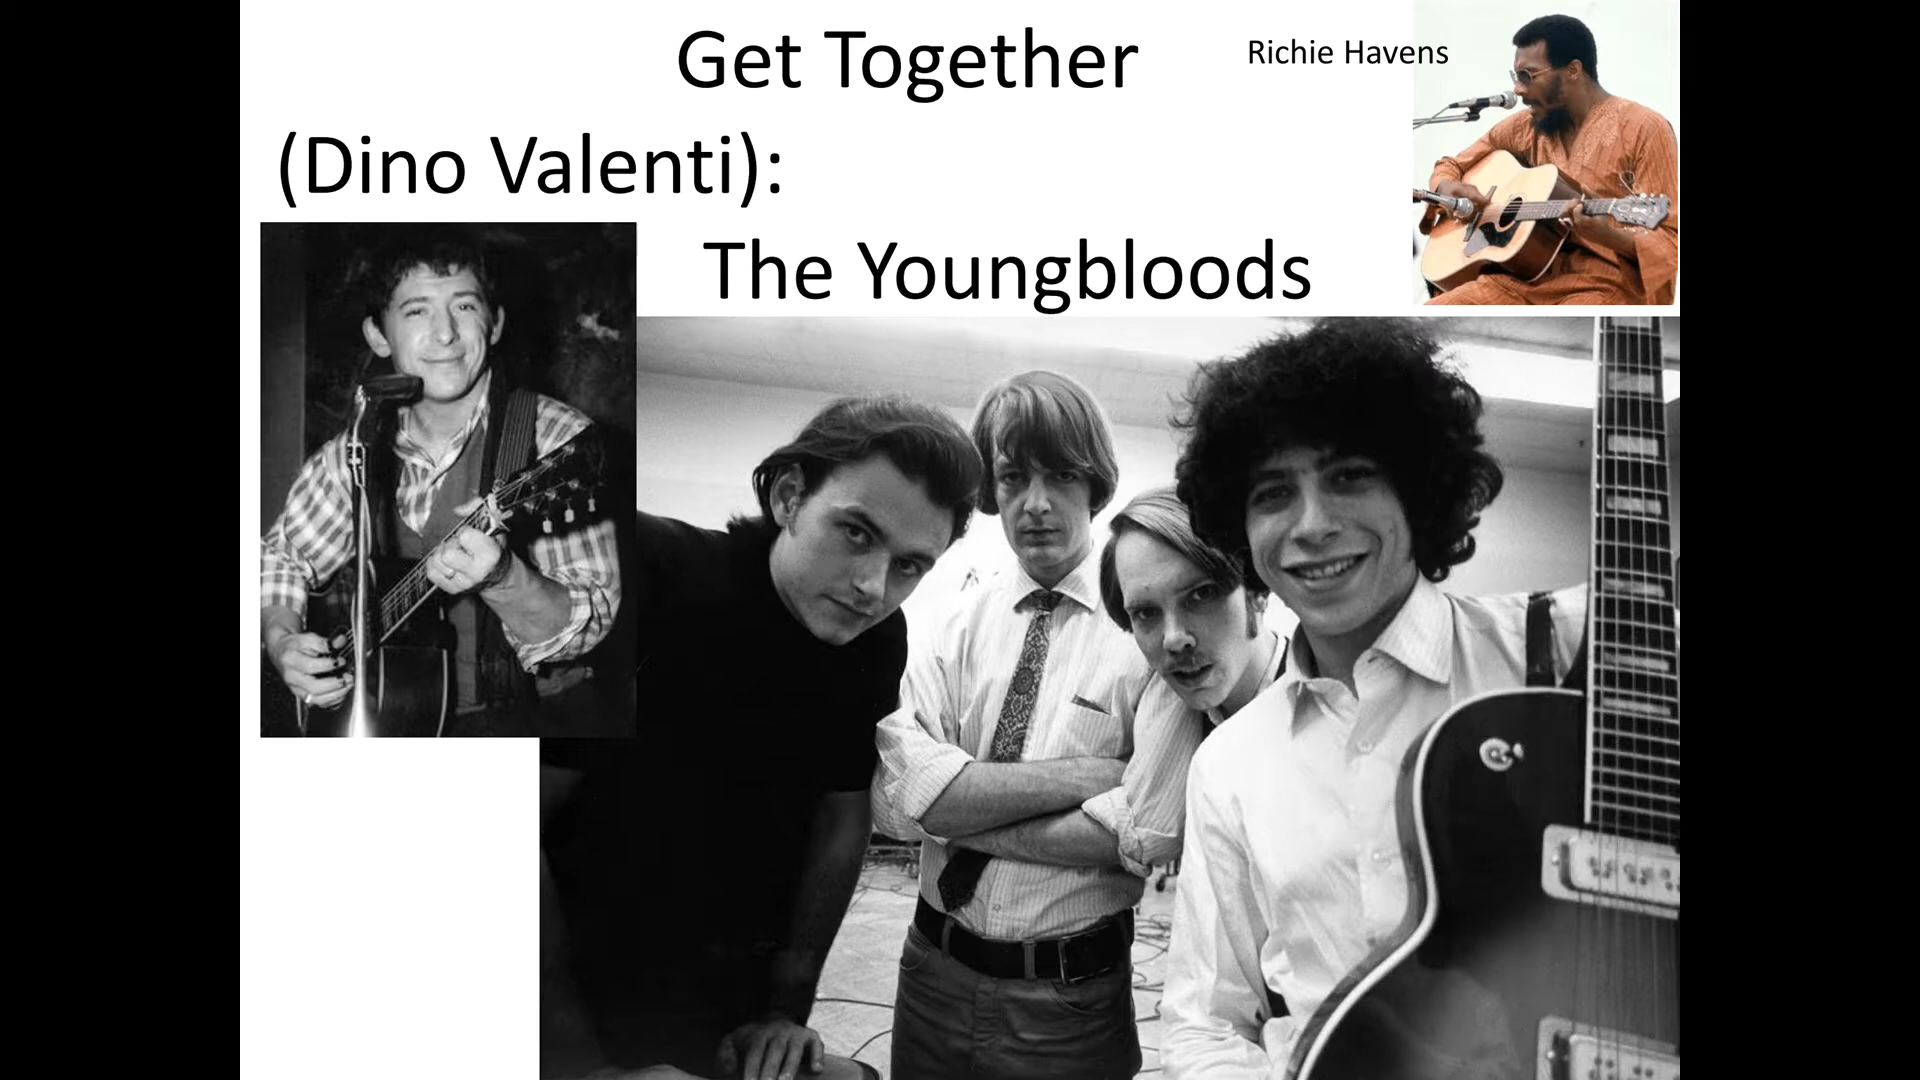 Get Together
Richie Havens
(Dino Valenti):
The Youngbloods